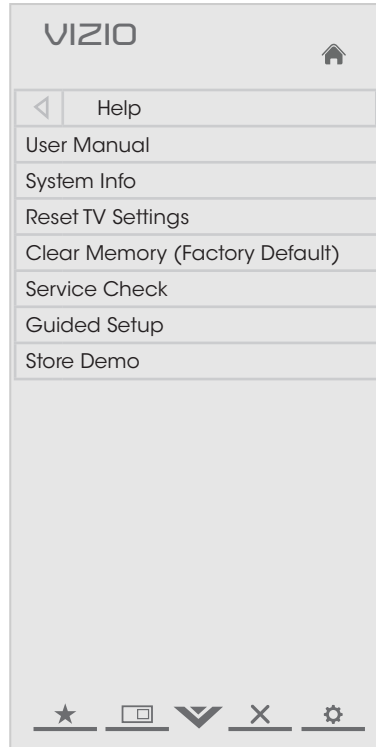 VIZIO
Help
User Manual
System Info
Reset TV Settings
Clear Memory (Factory Default)
Service Check
Guided Setup
Store Demo